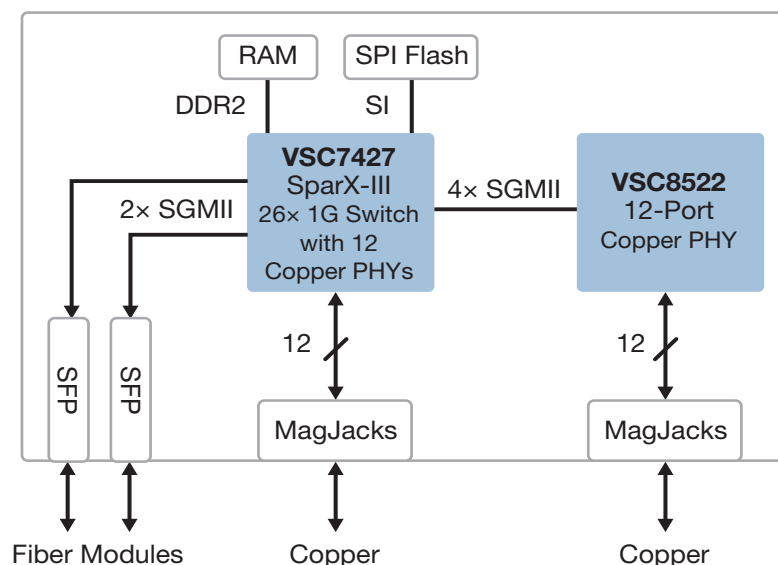 RAM
SPI Flash
DDR2
SI
VSC7427
SparX-III
26× 1G Switch
with 12
Copper PHYs
2× SGMII
4× SGMII
VSC8522
12-Port
Copper PHY
SFP
SFP
12
12
MagJacks
MagJacks
Fiber Modules
Copper
Copper